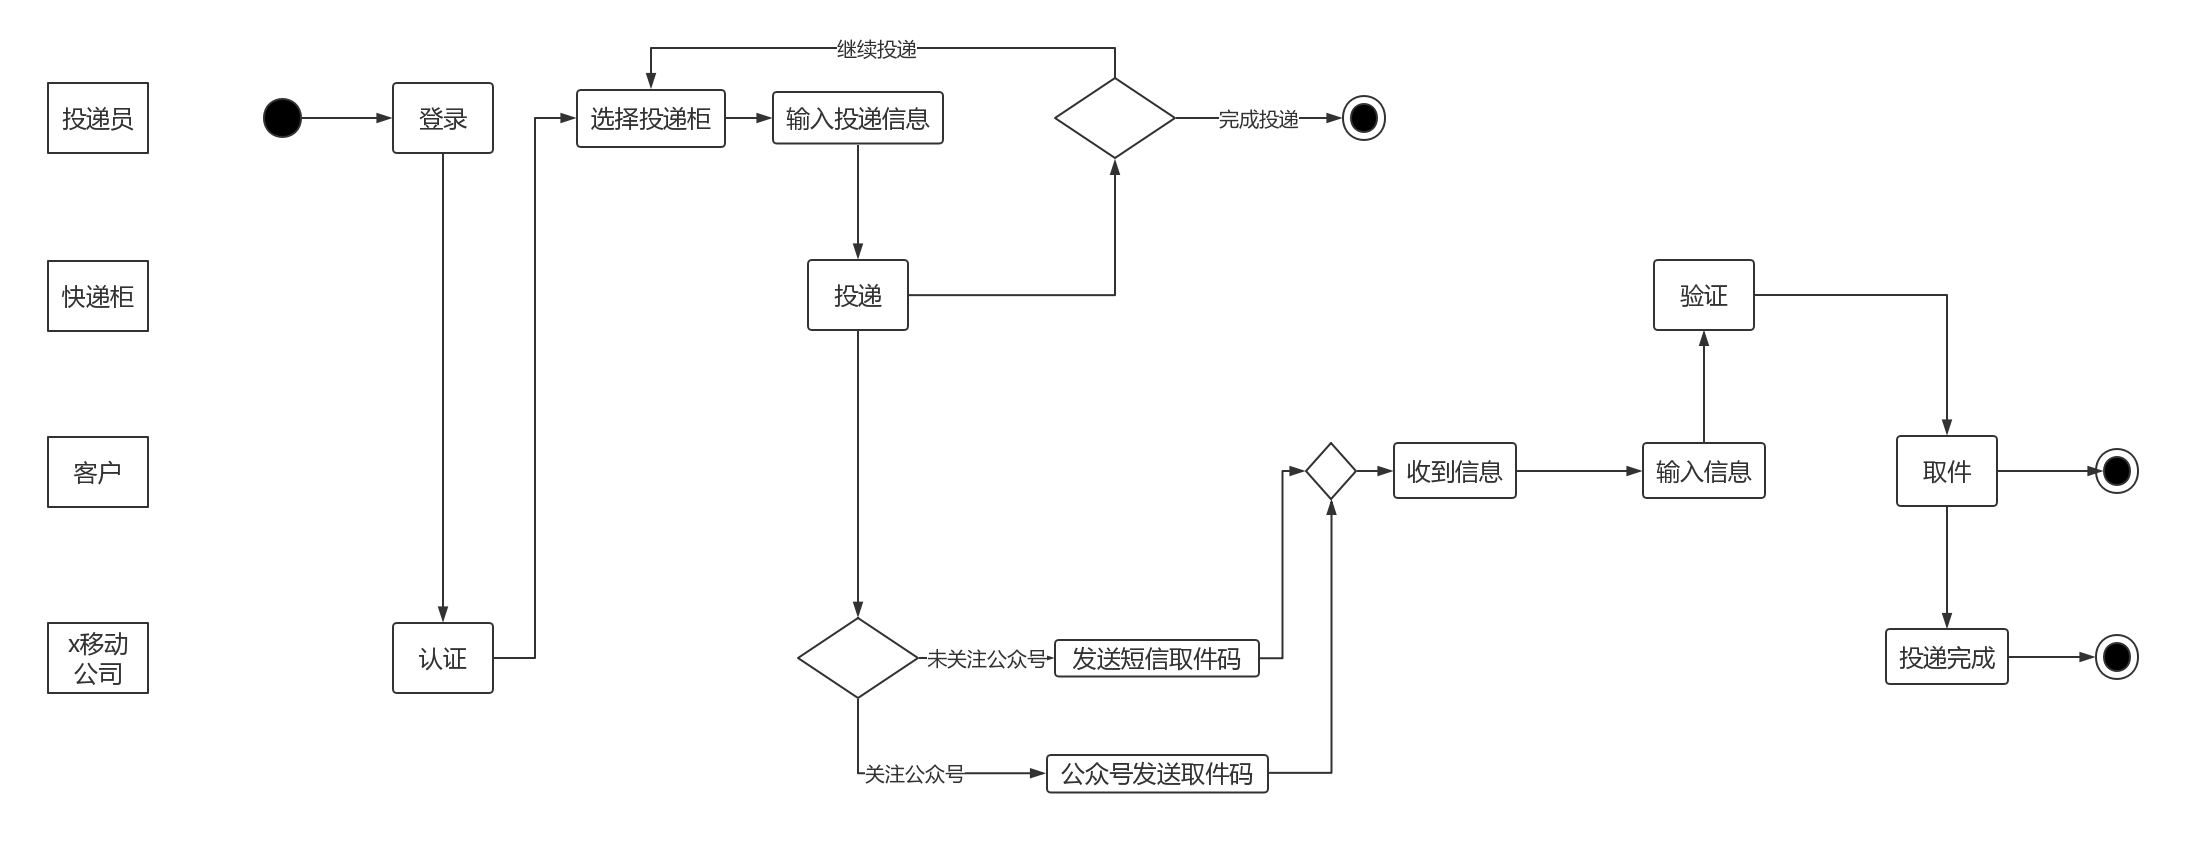 继续投递
投递员
登录
选择投递柜
输入投递信息
完成投递
快递柜
投递
验证
客户
收到信息
输入信息
取件
x移动
公司
认证
未关注公众号
发送短信取件码
投递完成
关注公众号
公众号发送取件码